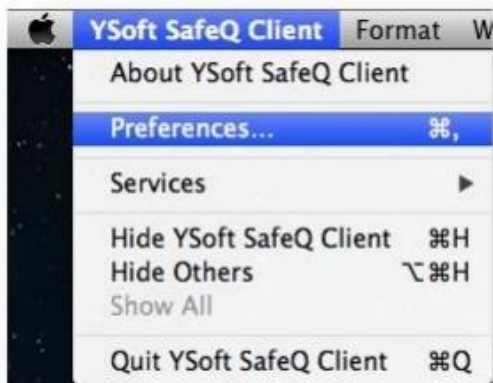 YSoft SafeQ Client Format
About YSoft SafeQ Client
Preferences... ⌘,
Services ▶
Hide YSoft SafeQ Client ⌘H
Hide Others ⌥⌘H
Show All
Quit YSoft SafeQ Client ⌘Q